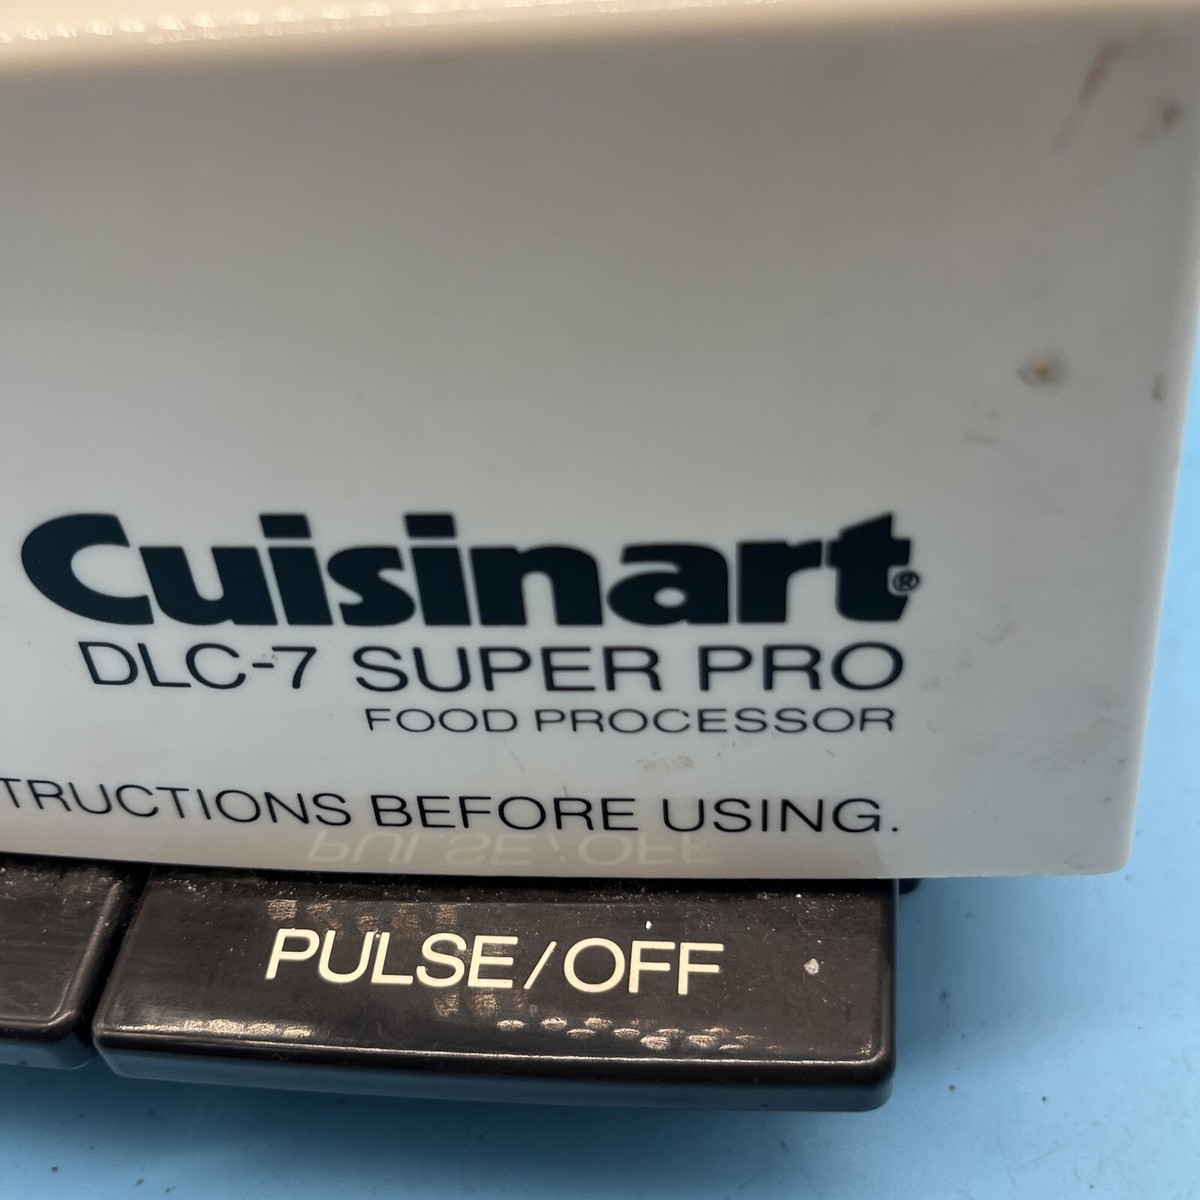 Cuisinart®
DLC-7 SUPER PRO
FOOD PROCESSOR
TRUCTIONS BEFORE USING.
PULSE/OFF